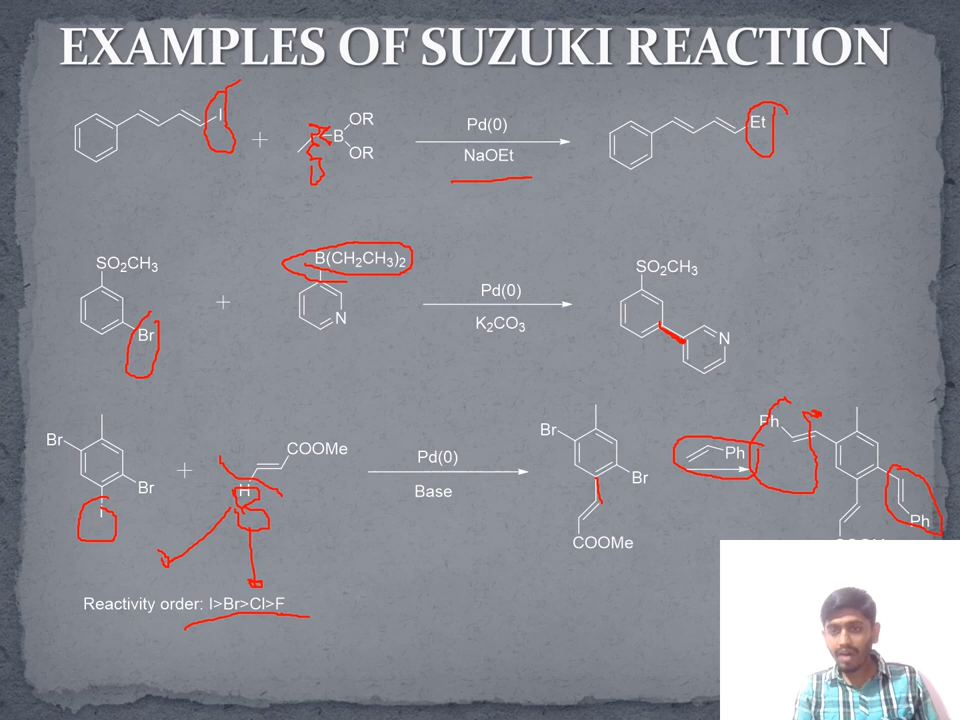 EXAMPLES OF SUZUKI REACTION
I
+
B
OR
OR
Pd(0)
NaOEt
Et
SO2CH3
Br
+
B(CH2CH3)2
N
Pd(0)
K2CO3
SO2CH3
N
Br
Br
I
+
COOMe
H
Pd(0)
Base
Br
Br
COOMe
Ph
Ph
Ph
Reactivity order: I>Br>Cl>F